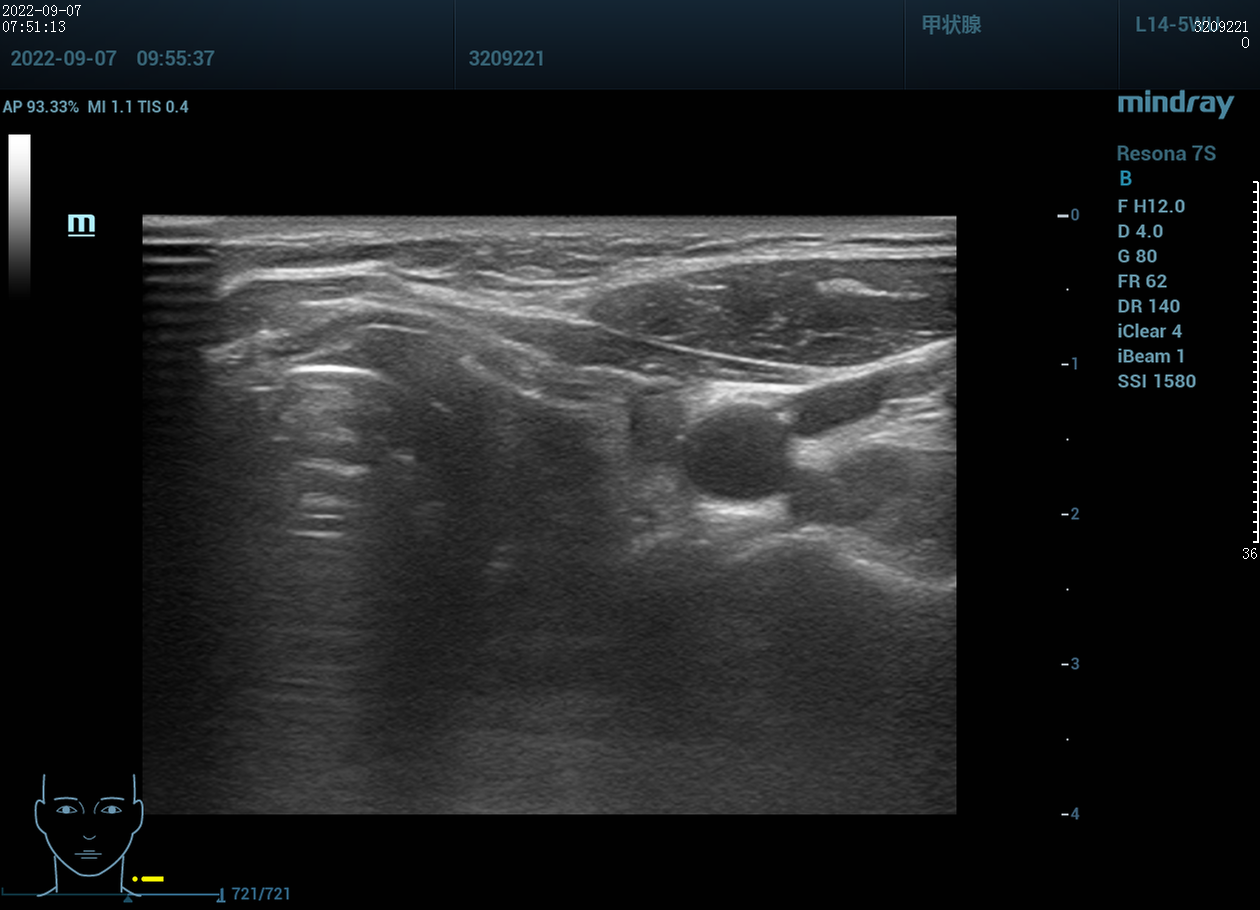 2022-09-07
07:51:13
2022-09-07 09:55:37
3209221
甲状腺
3209221
0
AP 93.33% MI 1.1 TIS 0.4
mindray
Resona 7S
B
F H12.0
D 4.0
G 80
FR 62
DR 140
iClear 4
iBeam 1
SSI 1580
m
0
1
2
3
4
36
721/721